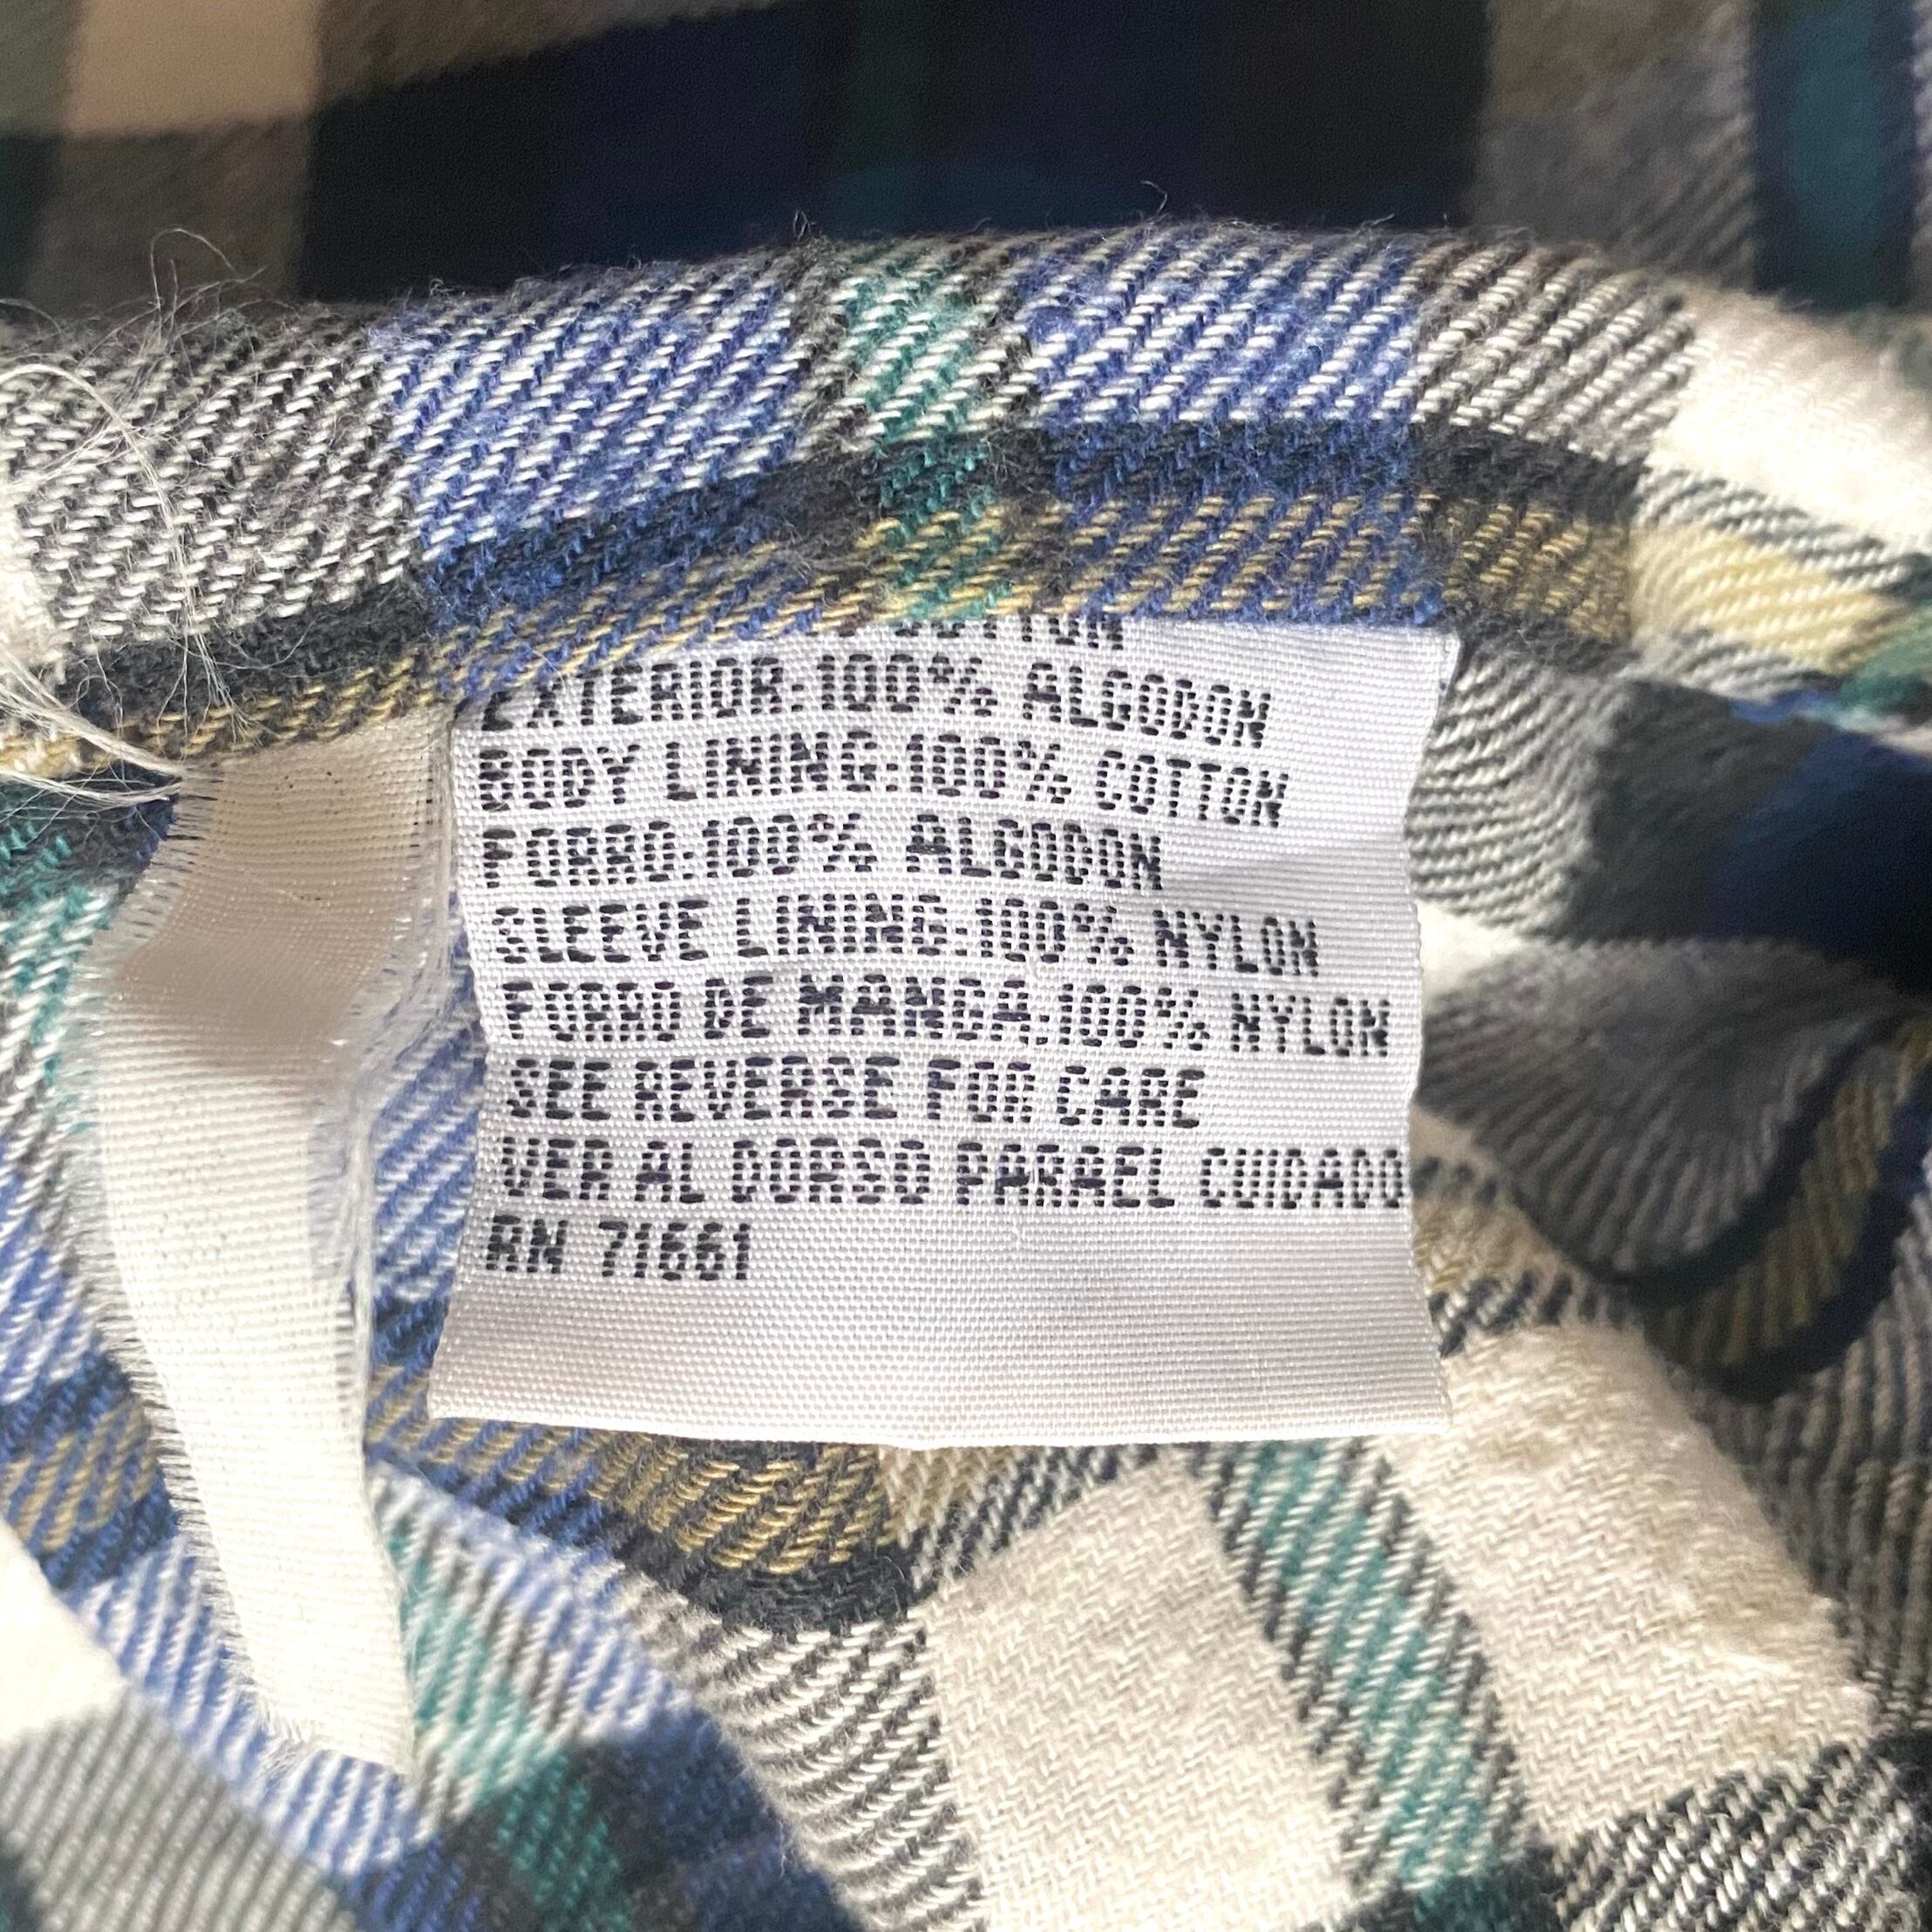 COTTON
EXTERIOR:100% ALGODON
BODY LINING:100% COTTON
FORRO:100% ALGODON
SLEEVE LINING:100% NYLON
FORRO DE MANGA:100% NYLON
SEE REVERSE FOR CARE
VER AL DORSO PARAEL CUIDADO
RN 71661